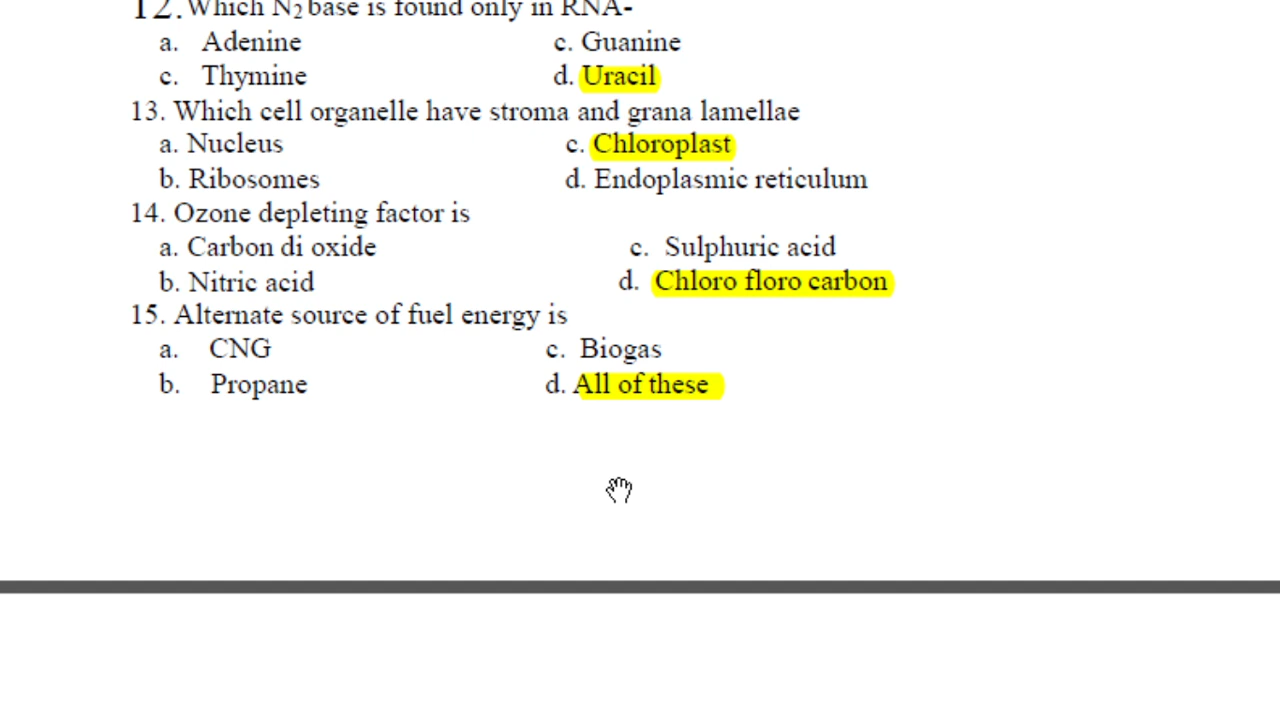 12. Which N2 base is found only in RNA-
a. Adenine c. Guanine
c. Thymine d. Uracil
13. Which cell organelle have stroma and grana lamellae
a. Nucleus c. Chloroplast
b. Ribosomes d. Endoplasmic reticulum
14. Ozone depleting factor is
a. Carbon di oxide c. Sulphuric acid
b. Nitric acid d. Chloro floro carbon
15. Alternate source of fuel energy is
a. CNG c. Biogas
b. Propane d. All of these